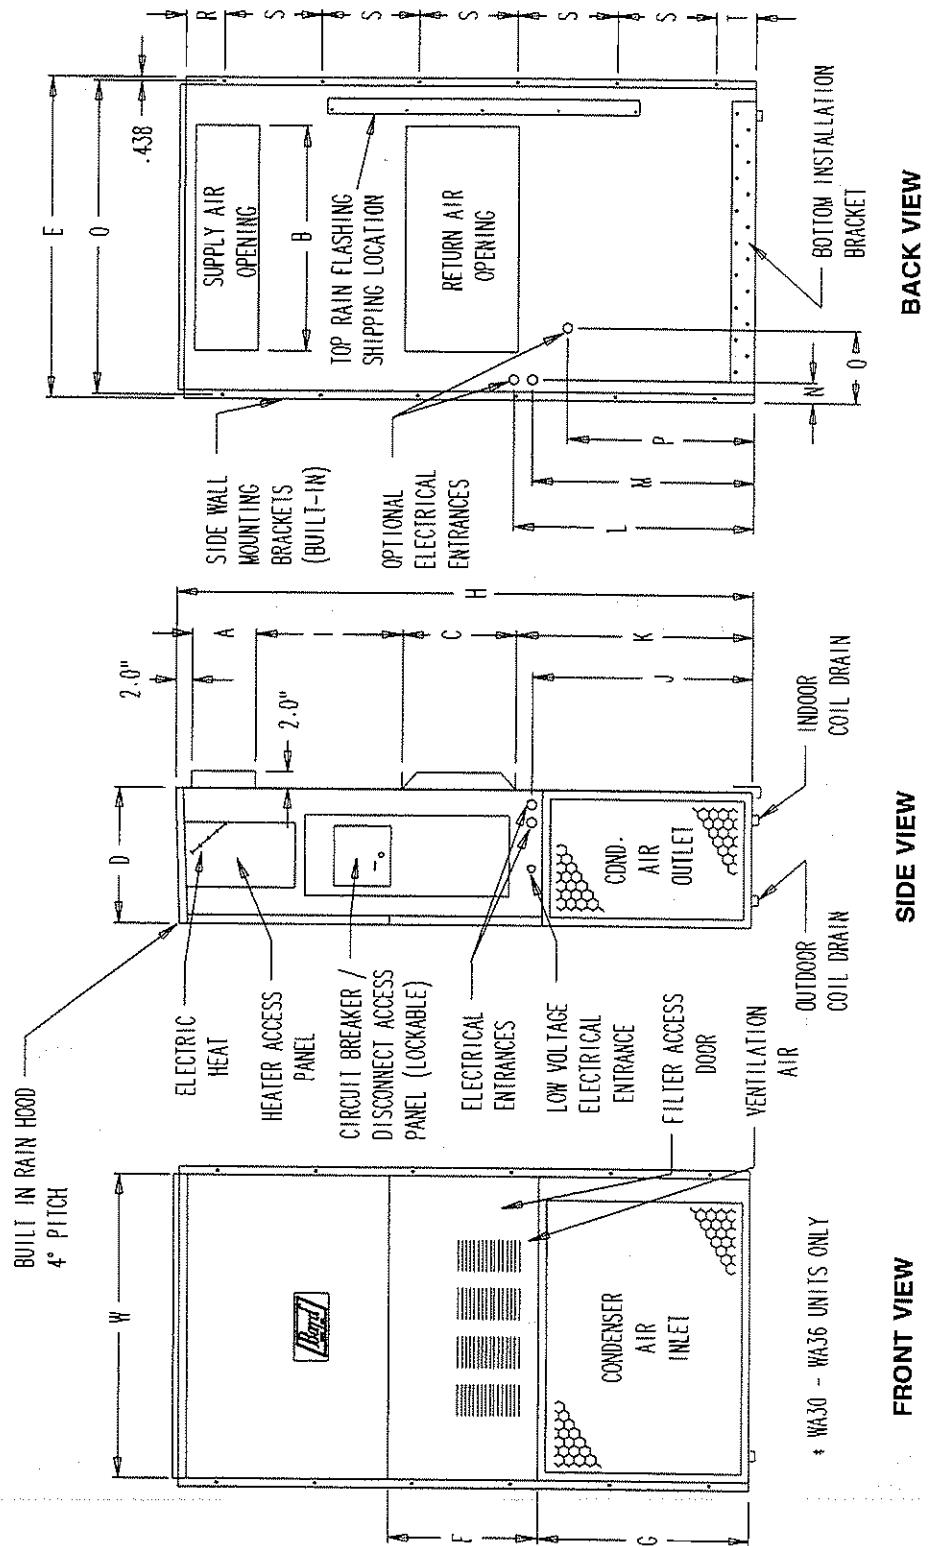 BUILT IN RAIN HOOD
4° PITCH
W
Bard
F
G
CONDENSER
AIR
INLET
* WA30 - WA36 UNITS ONLY
FRONT VIEW
D
2.0"
A
2.0"
I
C
H
K
J
ELECTRIC
HEAT
HEATER ACCESS
PANEL
CIRCUIT BREAKER /
DISCONNECT ACCESS
PANEL (LOCKABLE)
ELECTRICAL
ENTRANCES
LOW VOLTAGE
ELECTRICAL
ENTRANCE
FILTER ACCESS
DOOR
VENTILATION
AIR
COND.
AIR
OUTLET
OUTDOOR
COIL DRAIN
INDOOR
COIL DRAIN
SIDE VIEW
E
O
.438
R
S
S
S
S
S
T
SUPPLY AIR
OPENING
B
TOP RAIN FLASHING
SHIPPING LOCATION
RETURN AIR
OPENING
SIDE WALL
MOUNTING
BRACKETS
(BUILT-IN)
OPTIONAL
ELECTRICAL
ENTRANCES
L
M
P
N
Q
BOTTOM INSTALLATION
BRACKET
BACK VIEW